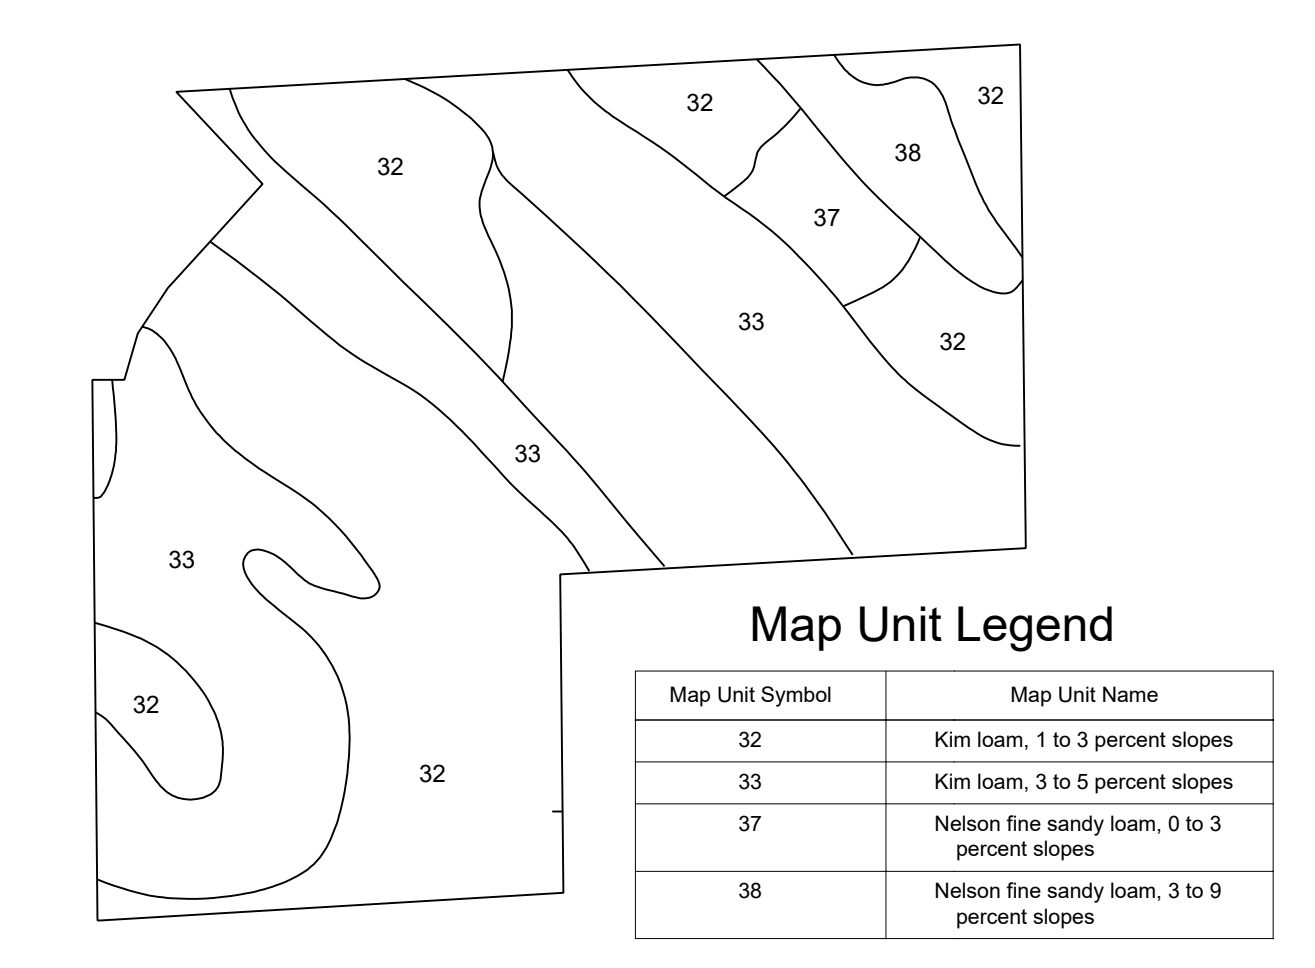 32
32
32
38
37
33
32
33
33
32
32
Map Unit Legend
Map Unit Symbol Map Unit Name
32 Kim loam, 1 to 3 percent slopes
33 Kim loam, 3 to 5 percent slopes
37 Nelson fine sandy loam, 0 to 3
percent slopes
38 Nelson fine sandy loam, 3 to 9
percent slopes